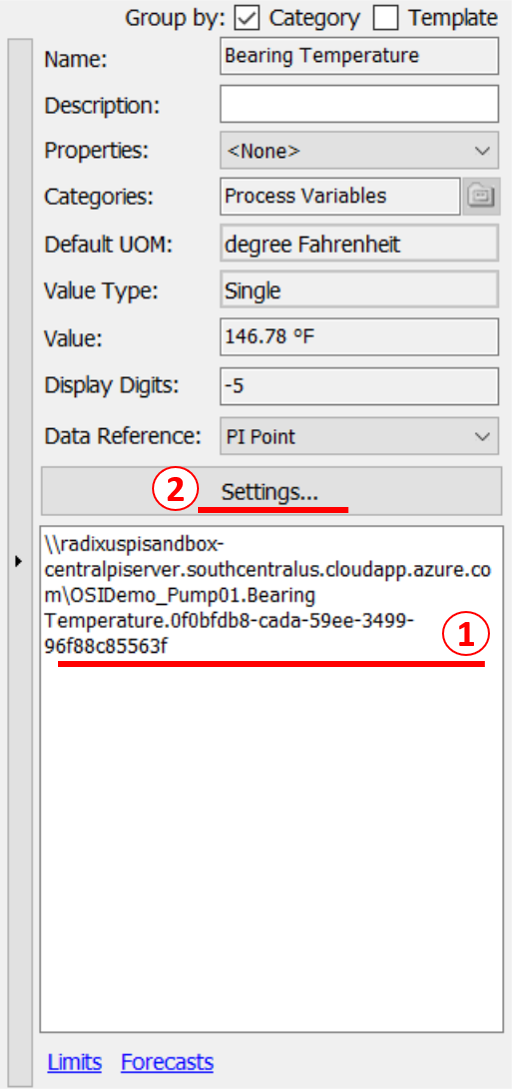 Group by: Category Template
Name: Bearing Temperature
Description:
Properties: <None>
Categories: Process Variables
Default UOM: degree Fahrenheit
Value Type: Single
Value: 146.78 °F
Display Digits: -5
Data Reference: PI Point
2 Settings...
\\radixuspisandbox-
centralpiserver.southcentralus.cloudapp.azure.co
m\OSIDemo_Pump01.Bearing
Temperature.0f0bfdb8-cada-59ee-3499-
96f88c85563f
1
Limits Forecasts